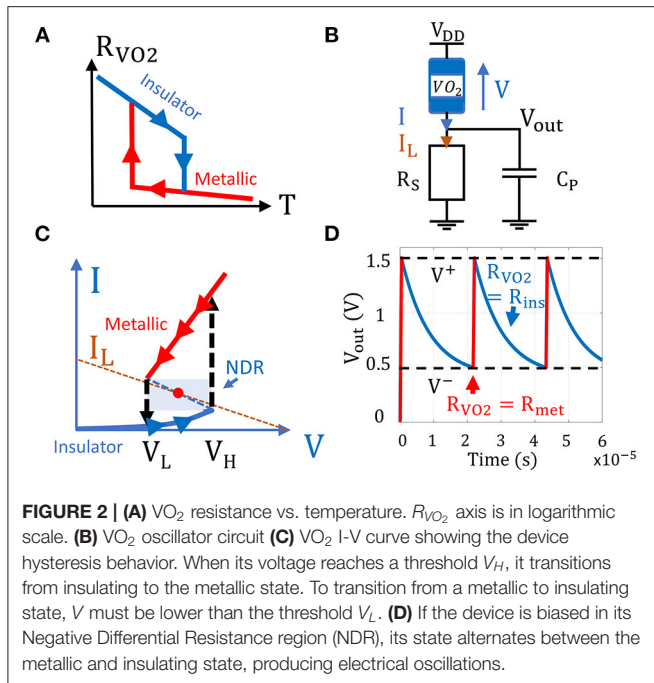 A
R_VO2
Insulator
Metallic
T
B
V_DD
VO_2
V
I
V_out
I_L
R_S
C_P
C
I
Metallic
I_L
NDR
Insulator
V_L
V_H
V
D
V_out (V)
1.5
0.5
0
V^+
R_VO2
= R_ins
V^-
R_VO2 = R_met
0 1 2 3 4 5 6
Time (s)
x10^-5
FIGURE 2 | (A) VO_2 resistance vs. temperature. R_VO2 axis is in logarithmic
scale. (B) VO_2 oscillator circuit (C) VO_2 I-V curve showing the device
hysteresis behavior. When its voltage reaches a threshold V_H, it transitions
from insulating to the metallic state. To transition from a metallic to insulating
state, V must be lower than the threshold V_L. (D) If the device is biased in its
Negative Differential Resistance region (NDR), its state alternates between the
metallic and insulating state, producing electrical oscillations.